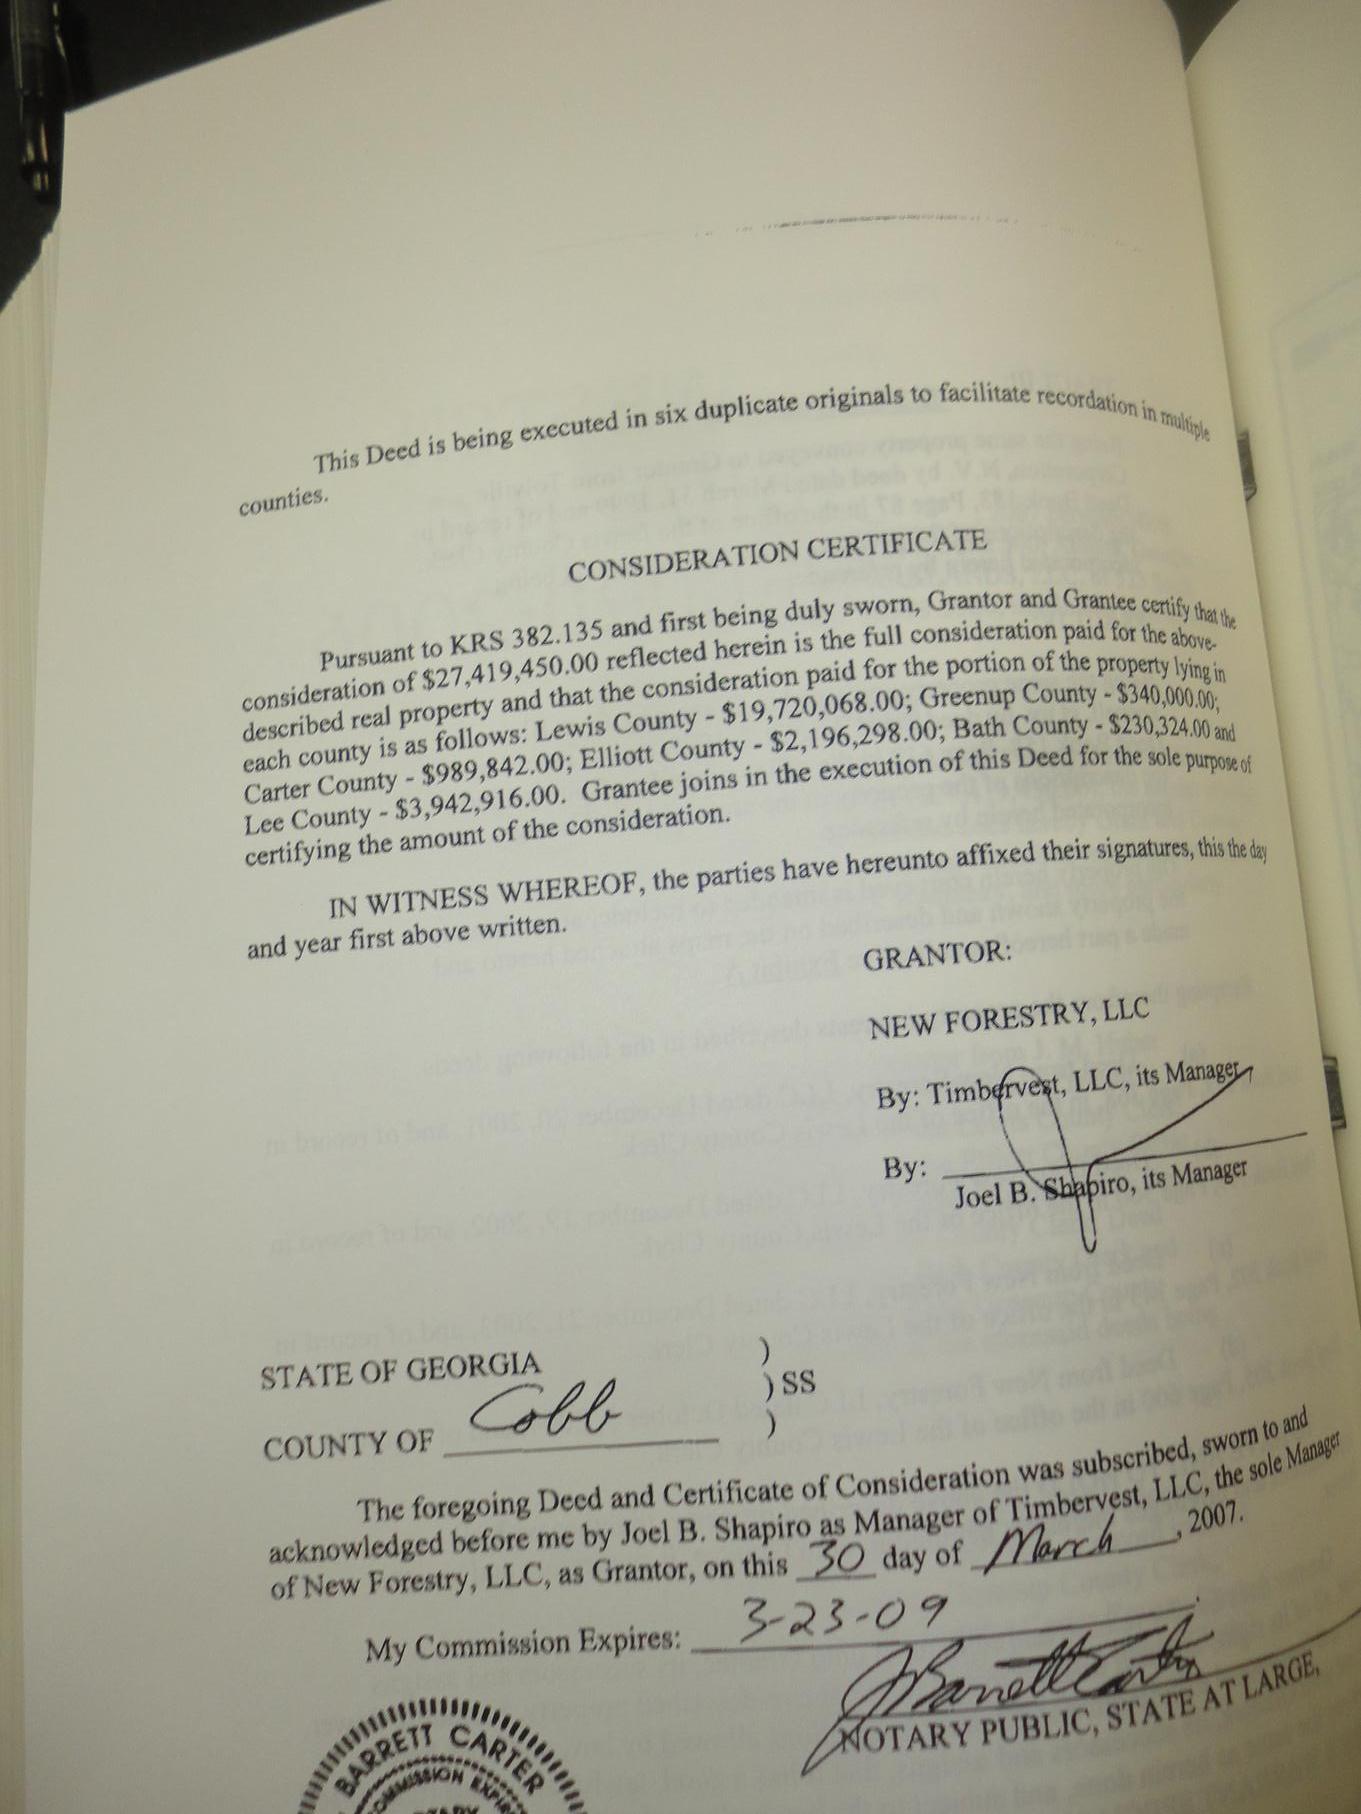 This Deed is being executed in six duplicate originals to facilitate recordation in multiple
counties.
CONSIDERATION CERTIFICATE
Pursuant to KRS 382.135 and first being duly sworn, Grantor and Grantee certify that the
consideration of $27,419,450.00 reflected herein is the full consideration paid for the above-
described real property and that the consideration paid for the portion of the property lying in
each county is as follows: Lewis County - $19,720,068.00; Greenup County - $340,000.00;
Carter County - $989,842.00; Elliott County - $2,196,298.00; Bath County - $230,324.00 and
Lee County - $3,942,916.00. Grantee joins in the execution of this Deed for the sole purpose of
certifying the amount of the consideration.
IN WITNESS WHEREOF, the parties have hereunto affixed their signatures, this the day
and year first above written.
GRANTOR:
NEW FORESTRY, LLC
By: Timbervest, LLC, its Manager
By:
Joel B. Shapiro, its Manager
STATE OF GEORGIA )
) SS
COUNTY OF Cobb )
The foregoing Deed and Certificate of Consideration was subscribed, sworn to and
acknowledged before me by Joel B. Shapiro as Manager of Timbervest, LLC, the sole Manager
of New Forestry, LLC, as Grantor, on this 30 day of March, 2007.
My Commission Expires: 3-23-09
J Barrett Carter
NOTARY PUBLIC, STATE AT LARGE,
BARRETT CARTER
COMMISSION EXPIRES